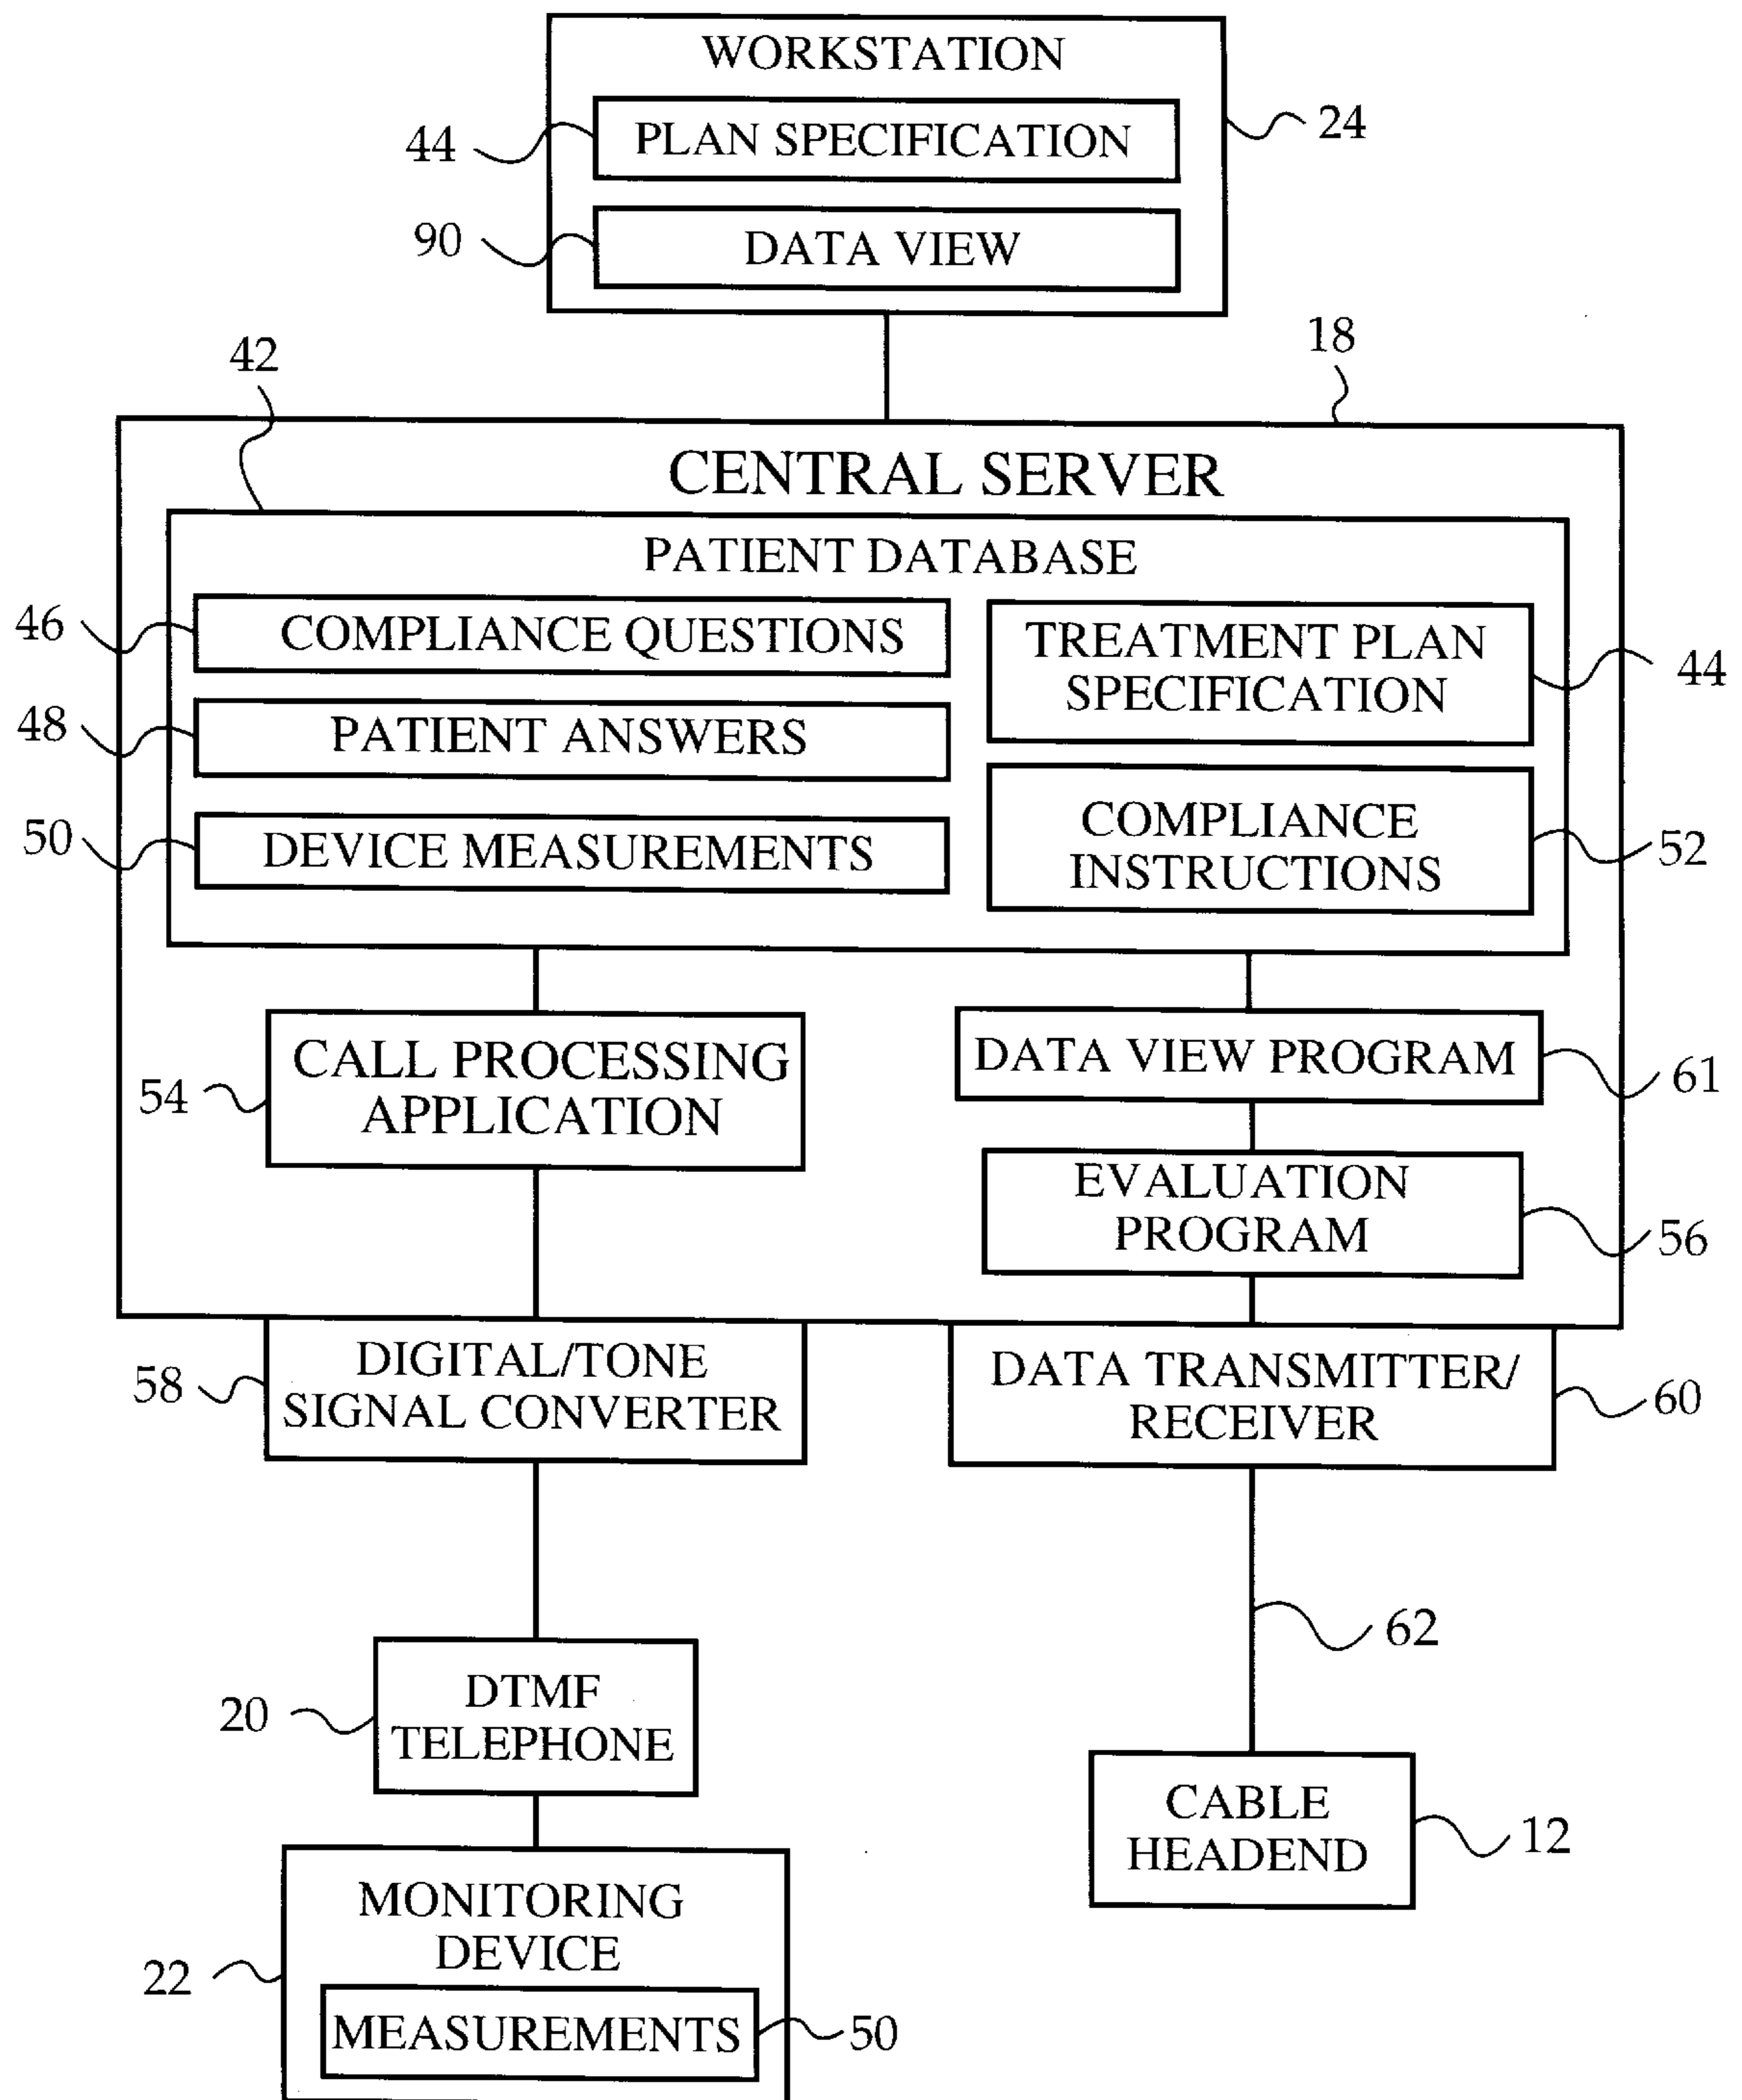 WORKSTATION
44
PLAN SPECIFICATION
24
90
DATA VIEW
42
18
CENTRAL SERVER
PATIENT DATABASE
46
COMPLIANCE QUESTIONS
TREATMENT PLAN
SPECIFICATION
44
48
PATIENT ANSWERS
50
DEVICE MEASUREMENTS
COMPLIANCE
INSTRUCTIONS
52
54
CALL PROCESSING
APPLICATION
DATA VIEW PROGRAM
61
EVALUATION
PROGRAM
56
58
DIGITAL/TONE
SIGNAL CONVERTER
DATA TRANSMITTER/
RECEIVER
60
62
20
DTMF
TELEPHONE
CABLE
HEADEND
12
22
MONITORING
DEVICE
MEASUREMENTS
50